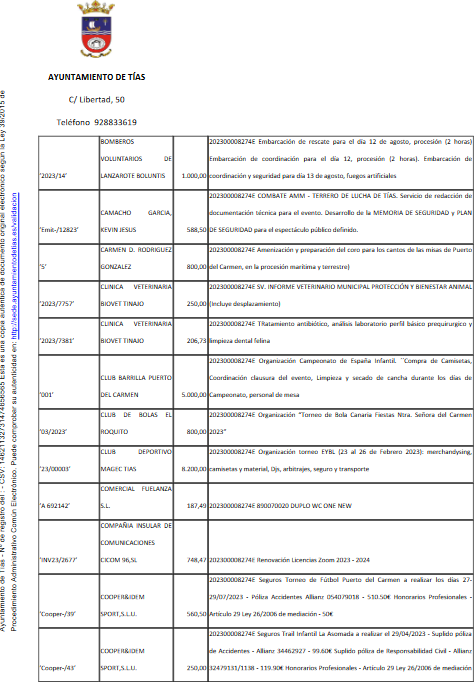 AYUNTAMIENTO DE TÍAS
C/ Libertad, 50
Teléfono 928833619
BOMBEROS
VOLUNTARIOS DE
LANZAROTE BOLUNTIS
'2023/14'
1.000,00
202300008274E Embarcación de rescate para el día 12 de agosto, procesión (2 horas)
Embarcación de coordinación para el día 12, procesión (2 horas). Embarcación de
coordinación y seguridad para día 13 de agosto, fuegos artificiales
'Emit-/12823'
CAMACHO GARCIA,
KEVIN JESUS
588,50
202300008274E COMBATE AMM - TERRERO DE LUCHA DE TÍAS. Servicio de redacción de
documentación técnica para el evento. Desarrollo de la MEMORIA DE SEGURIDAD y PLAN
DE SEGURIDAD para el espectáculo público definido.
'5'
CARMEN D. RODRIGUEZ
GONZALEZ
800,00
202300008274E Amenización y preparación del coro para los cantos de las misas de Puerto
del Carmen, en la procesión marítima y terrestre)
'2023/7757'
CLINICA VETERINARIA
BIOVET TINAJO
250,00
202300008274E SV. INFORME VETERINARIO MUNICIPAL PROTECCIÓN Y BIENESTAR ANIMAL
(Incluye desplazamiento)
'2023/7381'
CLINICA VETERINARIA
BIOVET TINAJO
206,73
202300008274E TRatamiento antibiótico, análisis laboratorio perfil básico prequirurgico y
limpieza dental felina
'001'
CLUB BARRILLA PUERTO
DEL CARMEN
5.000,00
202300008274E Organización Campeonato de España Infantil. ´´Compra de Camisetas,
Coordinación clausura del evento, Limpieza y secado de cancha durante los días de
Campeonato, personal de mesa
'03/2023'
CLUB DE BOLAS EL
ROQUITO
800,00
202300008274E Organización "Torneo de Bola Canaria Fiestas Ntra. Señora del Carmen
2023"
'23/00003'
CLUB DEPORTIVO
MAGEC TIAS
8.200,00
202300008274E Organización torneo EYBL (23 al 26 de Febrero 2023): merchandysing,
camisetas y material, Djs, arbitrajes, seguro y transporte
'A 692142'
COMERCIAL FUELANZA
S.L.
187,49
202300008274E 890070020 DUPLO WC ONE NEW
'INV23/2677'
COMPAÑIA INSULAR DE
COMUNICACIONES
CICOM 96,SL
748,47
202300008274E Renovación Licencias Zoom 2023 - 2024
'Cooper-/39'
COOPER&IDEM
SPORT,S.L.U.
560,50
202300008274E Seguros Torneo de Fútbol Puerto del Carmen a realizar los dias 27-
29/07/2023 - Póliza Accidentes Allianz 054079018 - 510.50€ Honorarios Profesionales -
Artículo 29 Ley 26/2006 de mediación - 50€
'Cooper-/43'
COOPER&IDEM
SPORT,S.L.U.
250,00
202300008274E Seguros Trail Infantil La Asomada a realizar el 29/04/2023 - Suplido póliza
de Accidentes - Allianz 34462927 - 99.60€ Suplido póliza de Responsabilidad Civil - Allianz
32479131/1138 - 119.90€ Honorarios Profesionales - Artículo 29 Ley 26/2006 de mediación
Ayuntamiento de Tías - Nº de registro del : - CSV: Esta es una copia autentica de documento original electrónico según la Ley 39/2015 de
Procedimiento Administrativo Común Electrónico. Puede comprobar su autenticidad en: http://sede.ayuntamientodetias.es/validacion